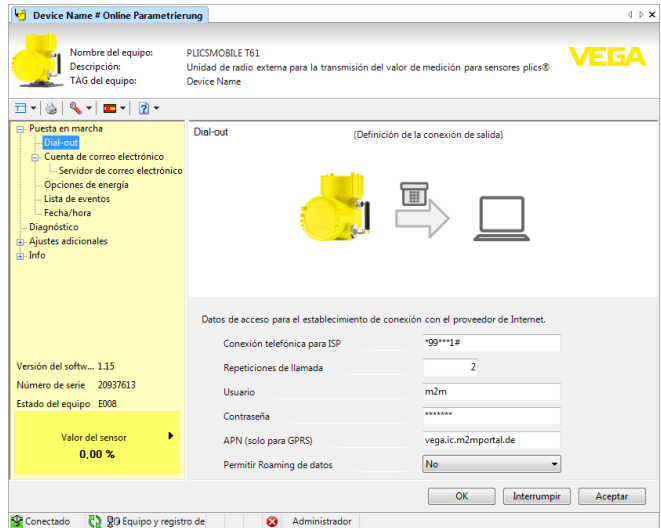 Device Name # Online Parametrierung
Nombre del equipo: PLICSMOBILE T61
Descripción: Unidad de radio externa para la transmisión del valor de medición para sensores plics®
TAG del equipo: Device Name
VEGA
Puesta en marcha
Dial-out
Cuenta de correo electrónico
Servidor de correo electrónico
Opciones de energía
Lista de eventos
Fecha/hora
Diagnóstico
Ajustes adicionales
Info
Versión del softw... 1.15
Número de serie 20937613
Estado del equipo E008
Valor del sensor
0,00 %
Dial-out (Definición de la conexión de salida)
Datos de acceso para el establecimiento de conexión con el proveedor de Internet.
Conexión telefónica para ISP *99***1#
Repeticiones de llamada 2
Usuario m2m
Contraseña *******
APN (solo para GPRS) vega.ic.m2mportal.de
Permitir Roaming de datos No
OK Interrumpir Aceptar
Conectado Equipo y registro de Administrador